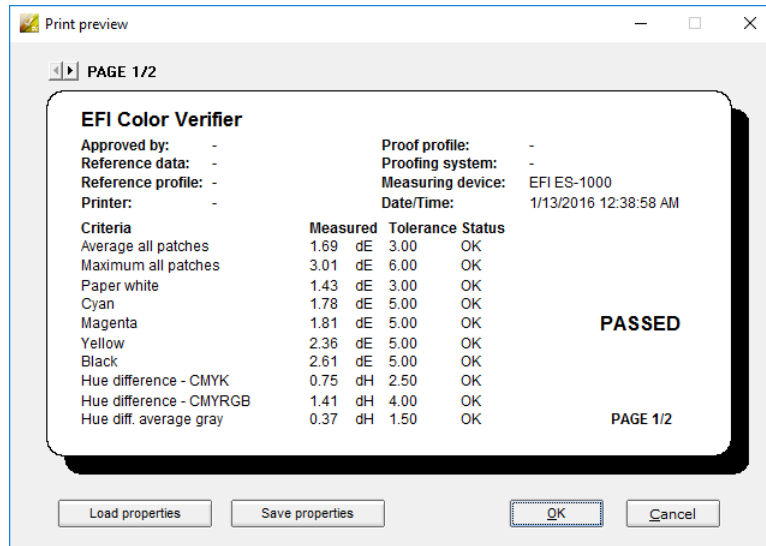 Print preview
PAGE 1/2
EFI Color Verifier
Approved by: - Proof profile: -
Reference data: - Proofing system: -
Reference profile: - Measuring device: EFI ES-1000
Printer: - Date/Time: 1/13/2016 12:38:58 AM
Criteria Measured Tolerance Status
Average all patches 1.69 dE 3.00 OK
Maximum all patches 3.01 dE 6.00 OK
Paper white 1.43 dE 3.00 OK
Cyan 1.78 dE 5.00 OK
Magenta 1.81 dE 5.00 OK
PASSED
Yellow 2.36 dE 5.00 OK
Black 2.61 dE 5.00 OK
Hue difference - CMYK 0.75 dH 2.50 OK
Hue difference - CMYRGB 1.41 dH 4.00 OK
Hue diff. average gray 0.37 dH 1.50 OK
PAGE 1/2
Load properties Save properties OK Cancel